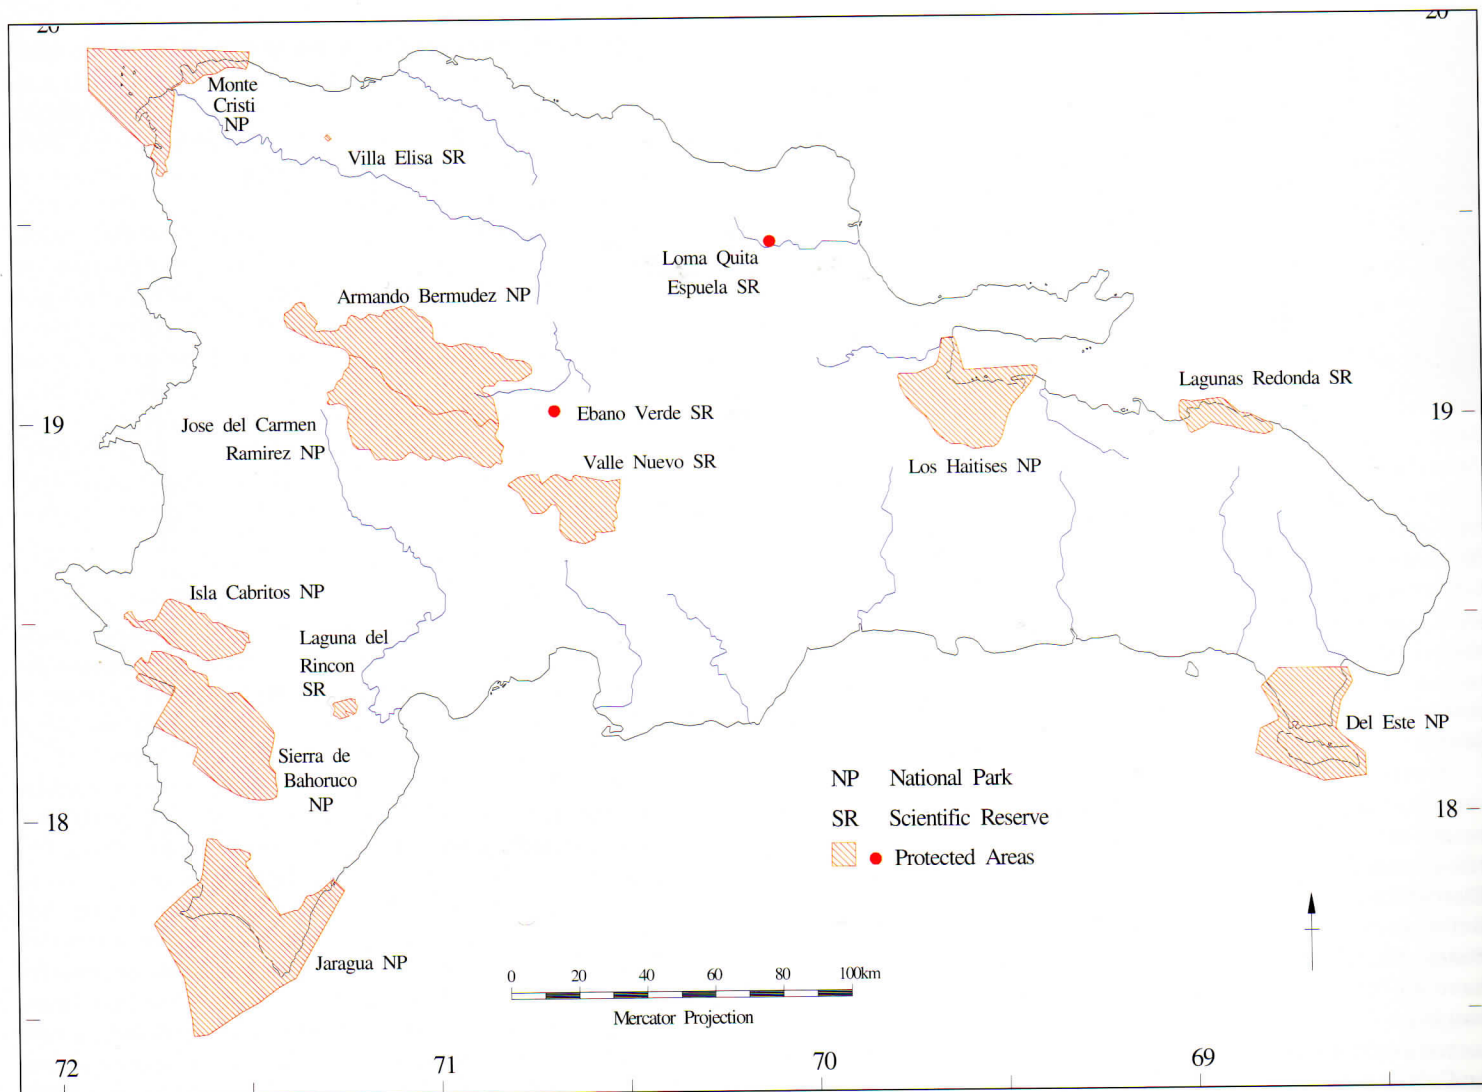 20
20
Monte
Cristi
NP
Villa Elisa SR
Loma Quita
Espuela SR
Armando Bermudez NP
Lagunas Redonda SR
19
Ebano Verde SR
19
Jose del Carmen
Ramirez NP
Valle Nuevo SR
Los Haitises NP
Isla Cabritos NP
Laguna del
Rincon
SR
Del Este NP
Sierra de
Bahoruco
NP
NP National Park
SR Scientific Reserve
Protected Areas
18
18
Jaragua NP
0 20 40 60 80 100km
Mercator Projection
72 71 70 69